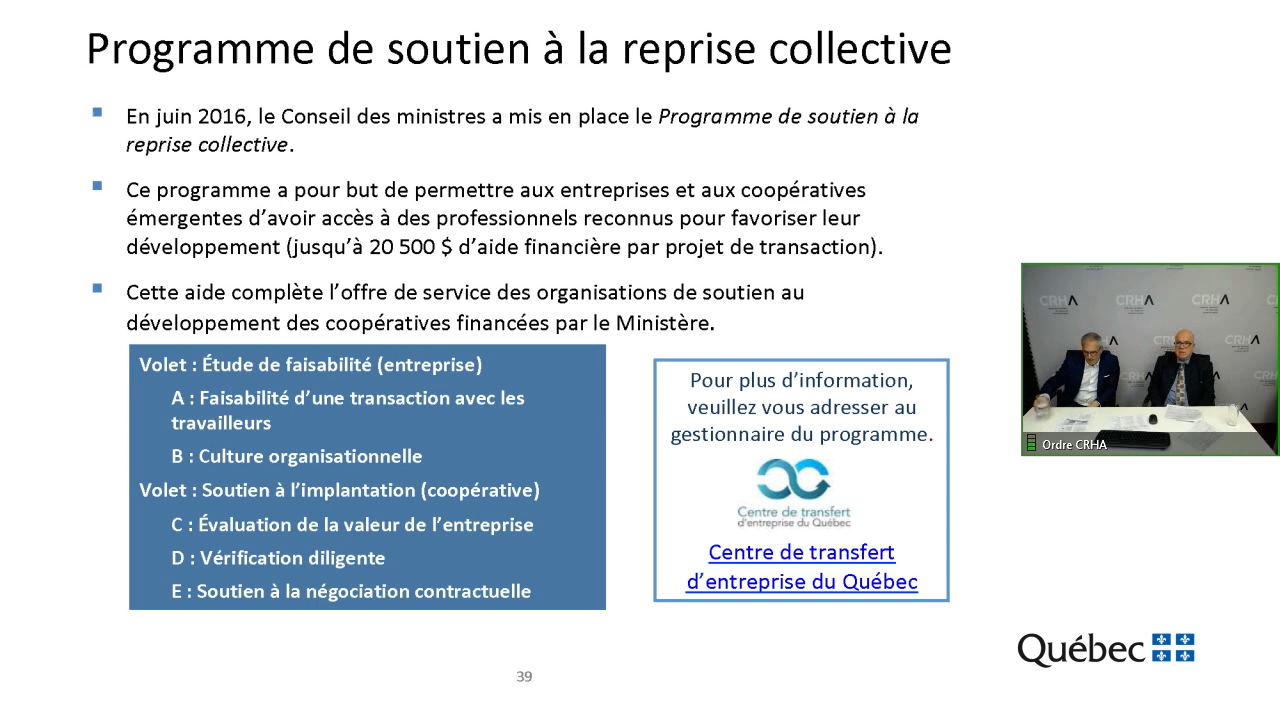 Programme de soutien à la reprise collective
En juin 2016, le Conseil des ministres a mis en place le Programme de soutien à la
reprise collective.
Ce programme a pour but de permettre aux entreprises et aux coopératives
émergentes d’avoir accès à des professionnels reconnus pour favoriser leur
développement (jusqu’à 20 500 $ d’aide financière par projet de transaction).
Cette aide complète l’offre de service des organisations de soutien au
développement des coopératives financées par le Ministère.
Volet : Étude de faisabilité (entreprise)
A : Faisabilité d’une transaction avec les
travailleurs
B : Culture organisationnelle
Volet : Soutien à l’implantation (coopérative)
C : Évaluation de la valeur de l’entreprise
D : Vérification diligente
E : Soutien à la négociation contractuelle
Pour plus d’information,
veuillez vous adresser au
gestionnaire du programme.
Centre de transfert
d’entreprise du Québec
Centre de transfert
d’entreprise du Québec
CRHA CRHA CRHA
Ordre CRHA
Québec
39